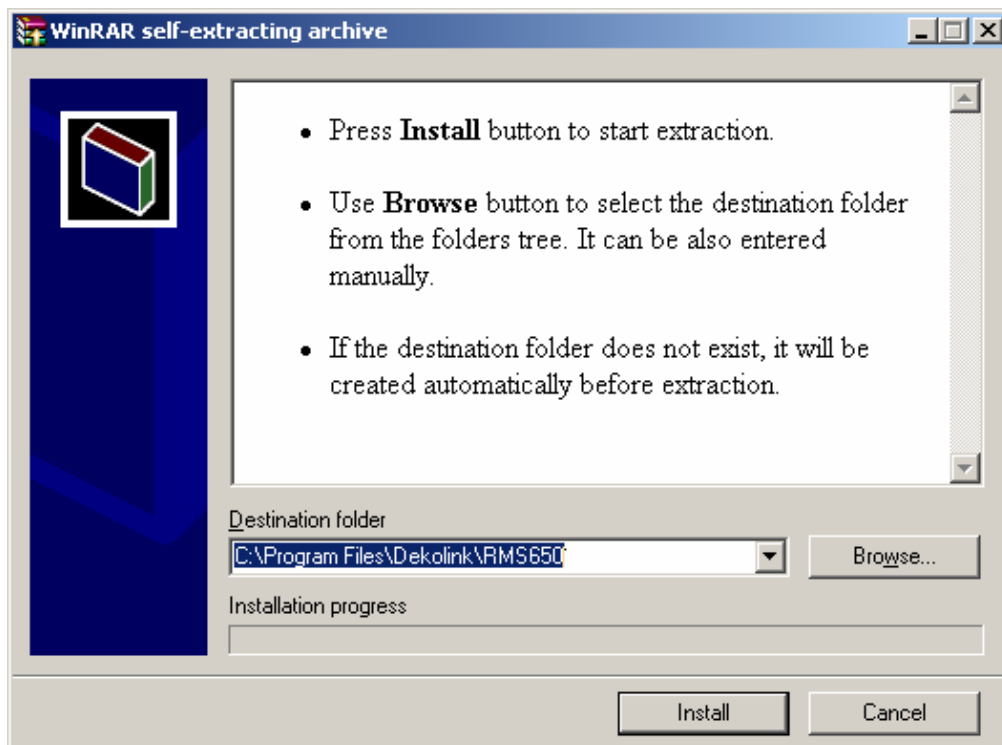 WinRAR self-extracting archive
• Press Install button to start extraction.
• Use Browse button to select the destination folder
from the folders tree. It can be also entered
manually.
• If the destination folder does not exist, it will be
created automatically before extraction.
Destination folder
C:\Program Files\Dekolink\RMS650
Browse...
Installation progress
Install
Cancel